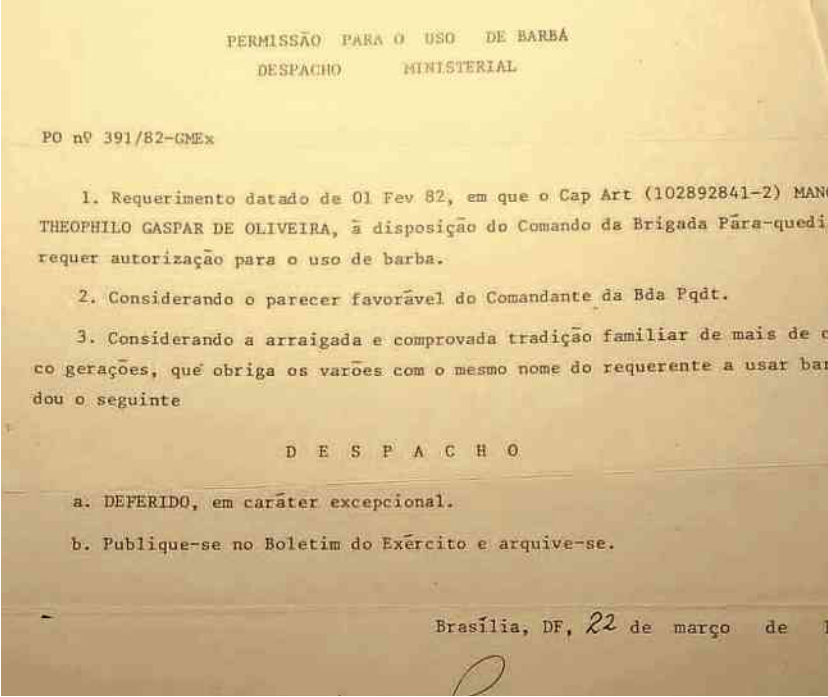 PERMISSÃO PARA O USO DE BARBA
DESPACHO MINISTERIAL
PO nº 391/82-GMEx
1. Requerimento datado de 01 Fev 82, em que o Cap Art (102892841-2) MANO
THEOPHILO GASPAR DE OLIVEIRA, à disposição do Comando da Brigada Pára-quedi
requer autorização para o uso de barba.
2. Considerando o parecer favorável do Comandante da Bda Pqdt.
3. Considerando a arraigada e comprovada tradição familiar de mais de c
co gerações, que obriga os varões com o mesmo nome do requerente a usar bar
dou o seguinte
D E S P A C H O
a. DEFERIDO, em caráter excepcional.
b. Publique-se no Boletim do Exército e arquive-se.
Brasília, DF, 22 de março de 1